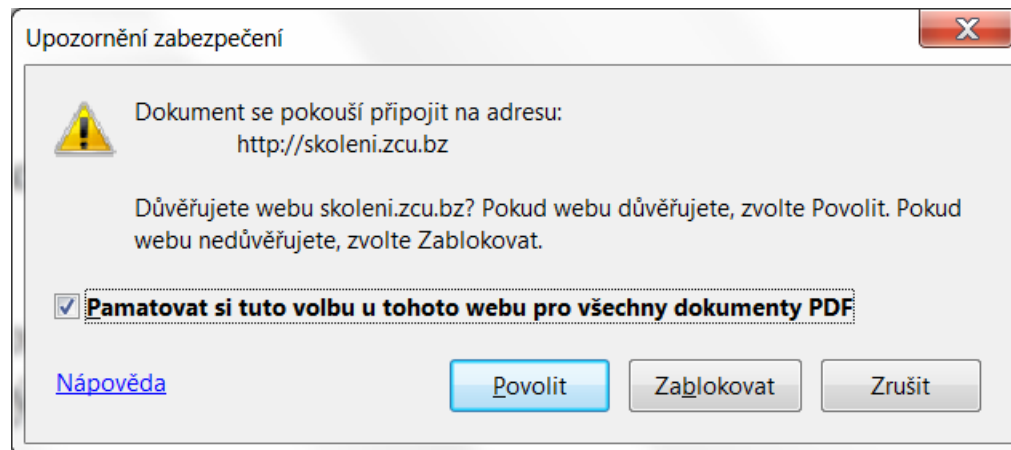 Upozornění zabezpečení
Dokument se pokouší připojit na adresu:
http://skoleni.zcu.bz
Důvěřujete webu skoleni.zcu.bz? Pokud webu důvěřujete, zvolte Povolit. Pokud
webu nedůvěřujete, zvolte Zablokovat.
Pamatovat si tuto volbu u tohoto webu pro všechny dokumenty PDF
Nápověda
Povolit
Zablokovat
Zrušit